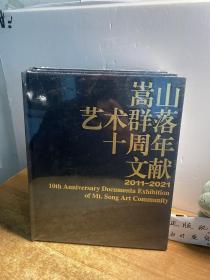 嵩山
艺术群落
十周年
文献
2011-2021
10th Anniversary Documenta Exhibition
of Mt. Song Art Community